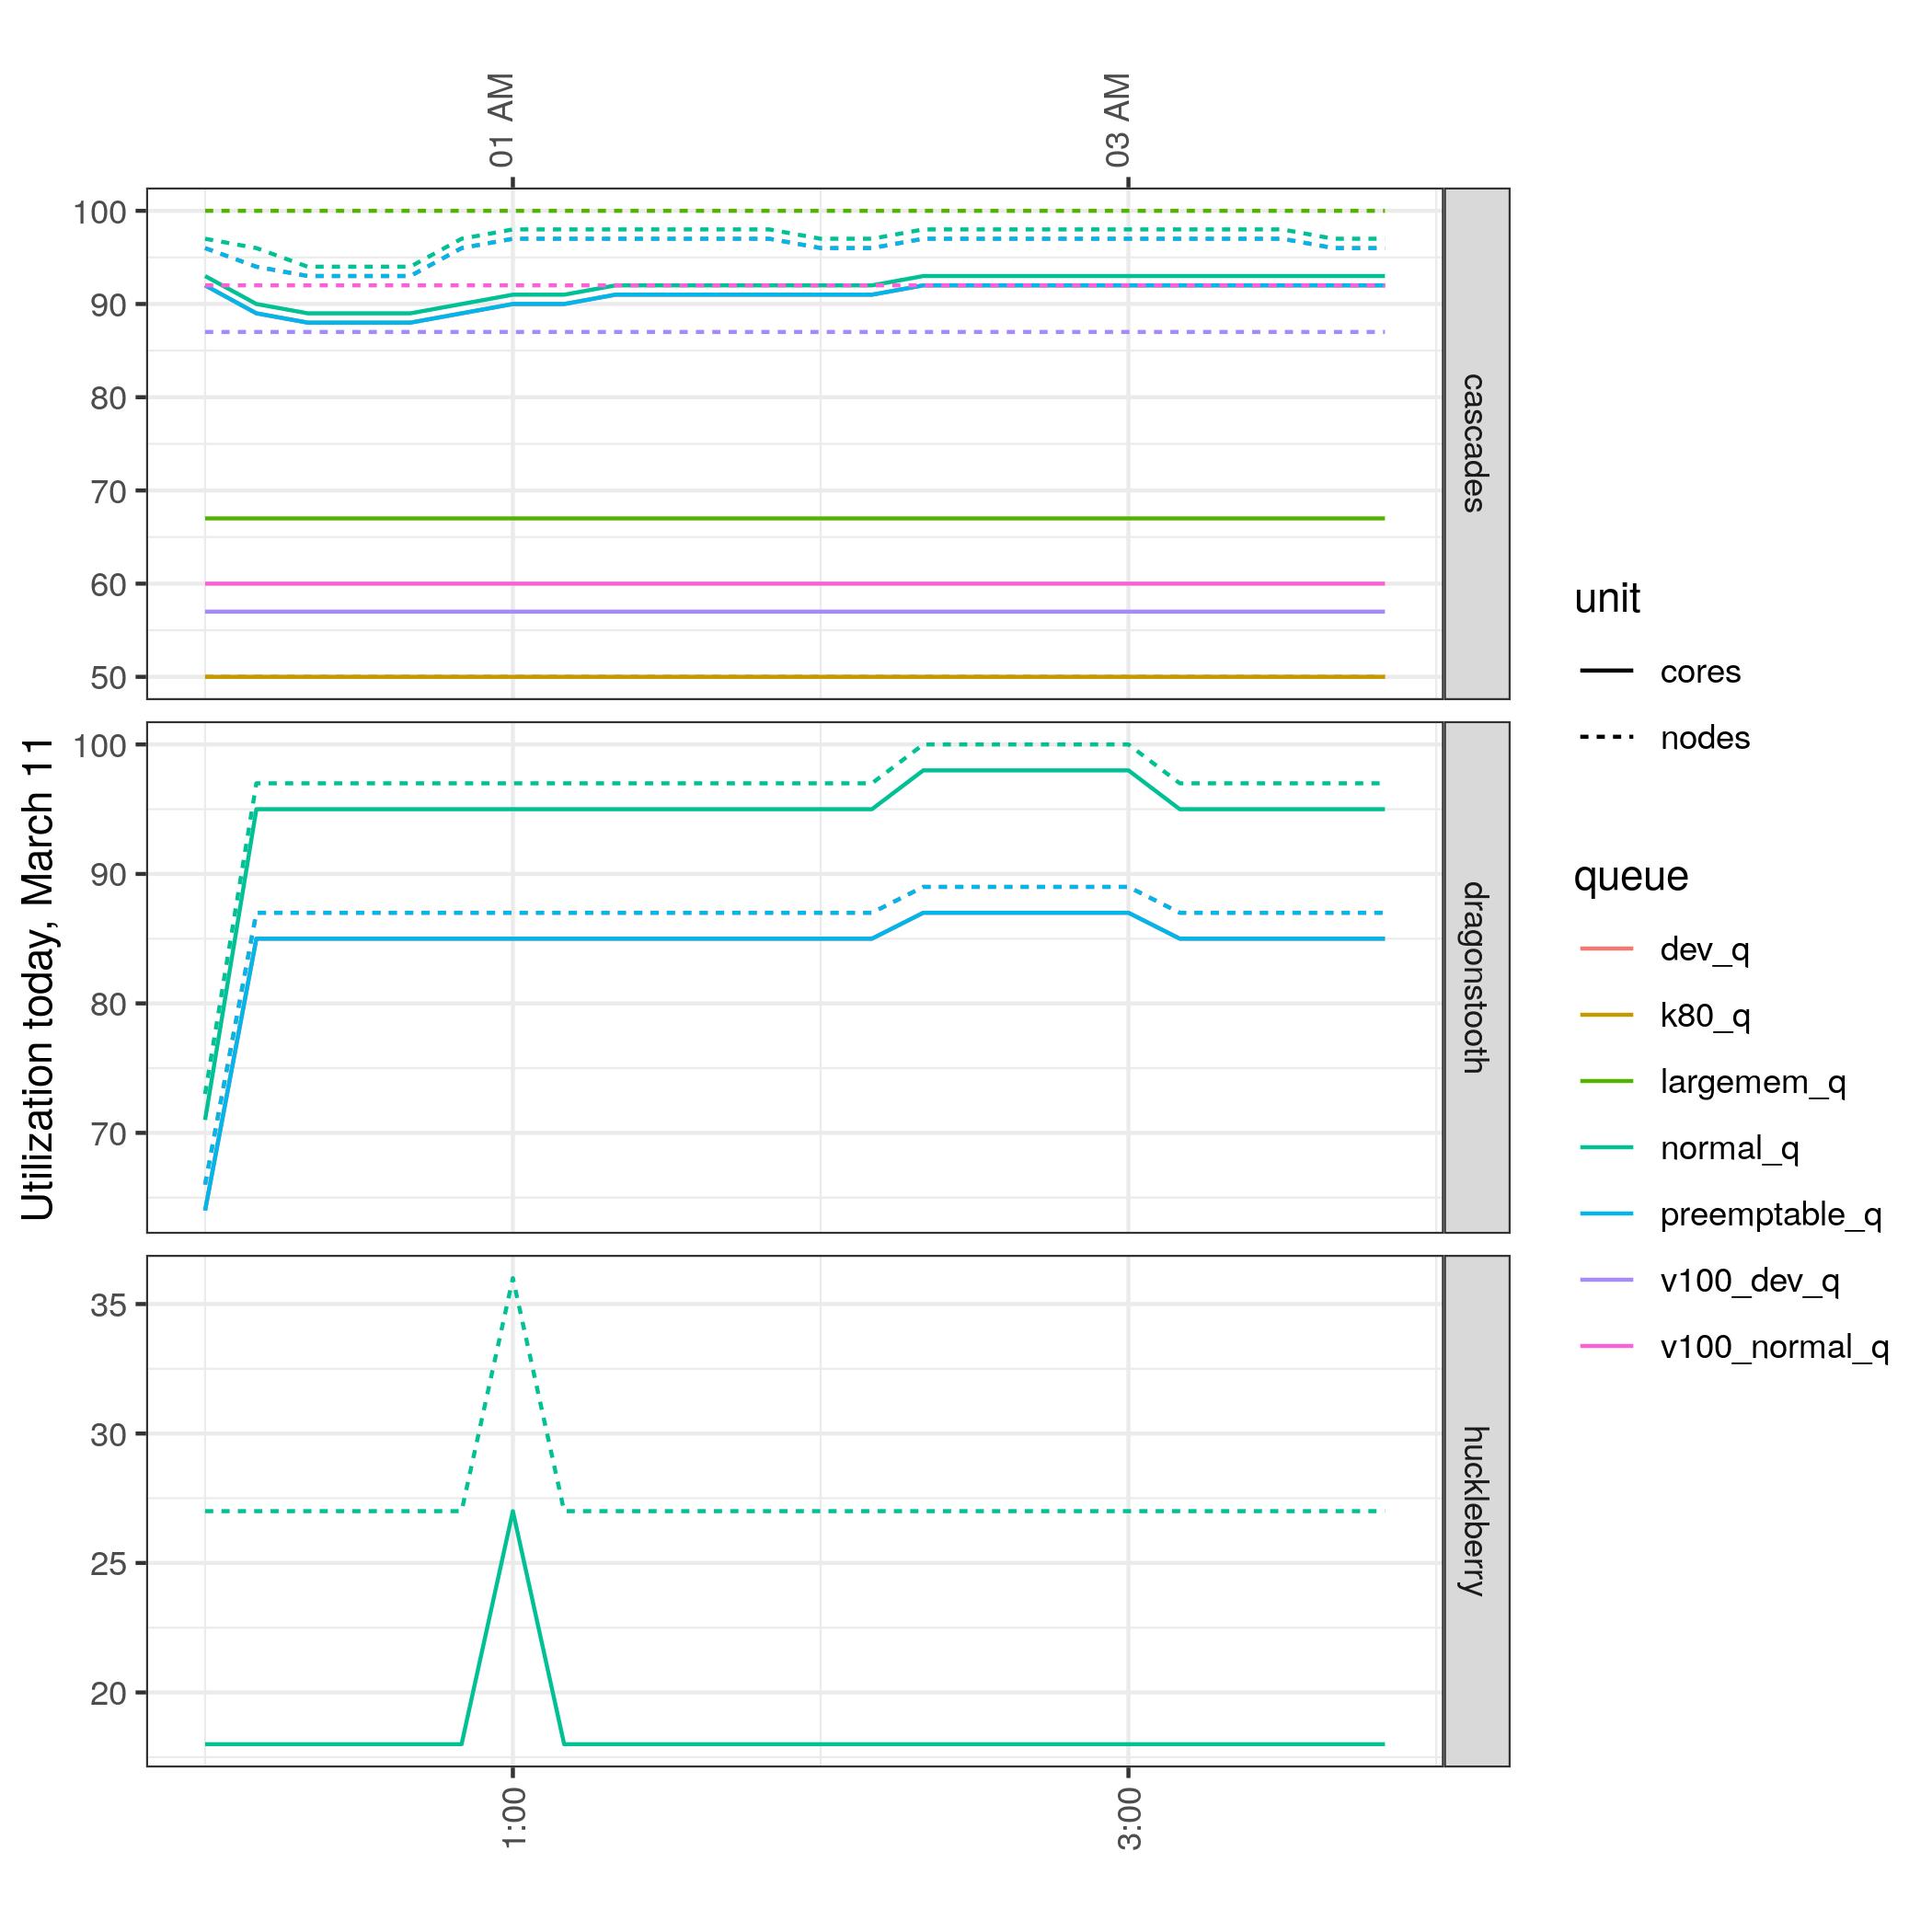 01 AM
03 AM
Utilization today, March 11
100
90
80
70
60
50
cascades
100
90
80
70
dragonstooth
35
30
25
20
huckleberry
1:00
3:00
unit
cores
nodes
queue
dev_q
k80_q
largemem_q
normal_q
preemptable_q
v100_dev_q
v100_normal_q